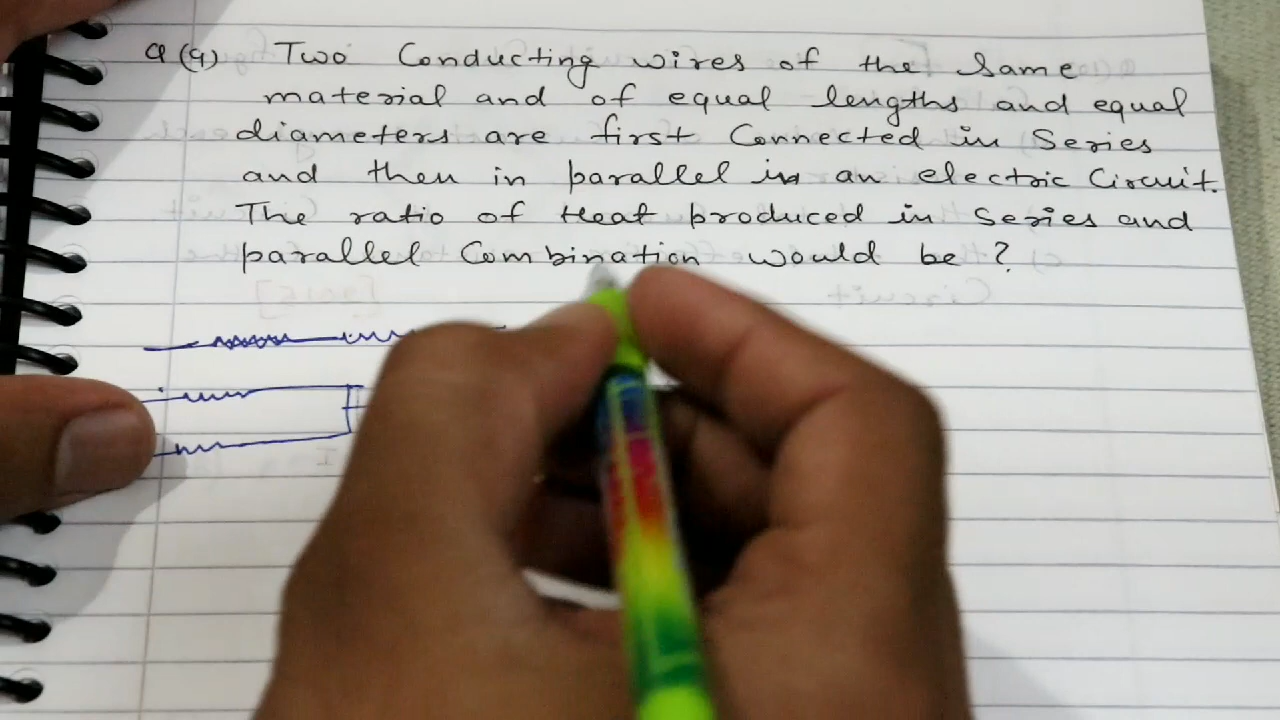 Q(9) Two Conducting wires of the same
material and of equal lengths and equal
diameters are first Connected in Series
and then in parallel in an electric Circuit.
The ratio of Heat produced in Series and
parallel Combination would be?